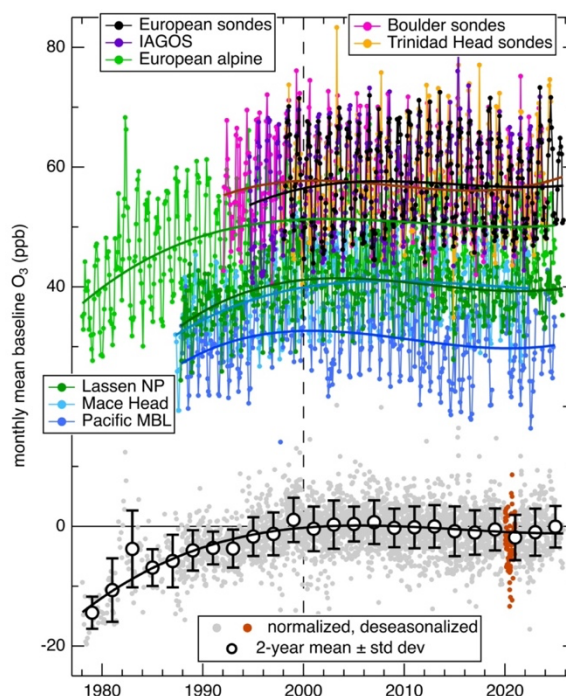 European sondes
IAGOS
European alpine
Boulder sondes
Trinidad Head sondes
80
60
40
monthly mean baseline O₃ (ppb)
Lassen NP
Mace Head
Pacific MBL
0
-20
normalized, deseasonalized
2-year mean ± std dev
1980
1990
2000
2010
2020